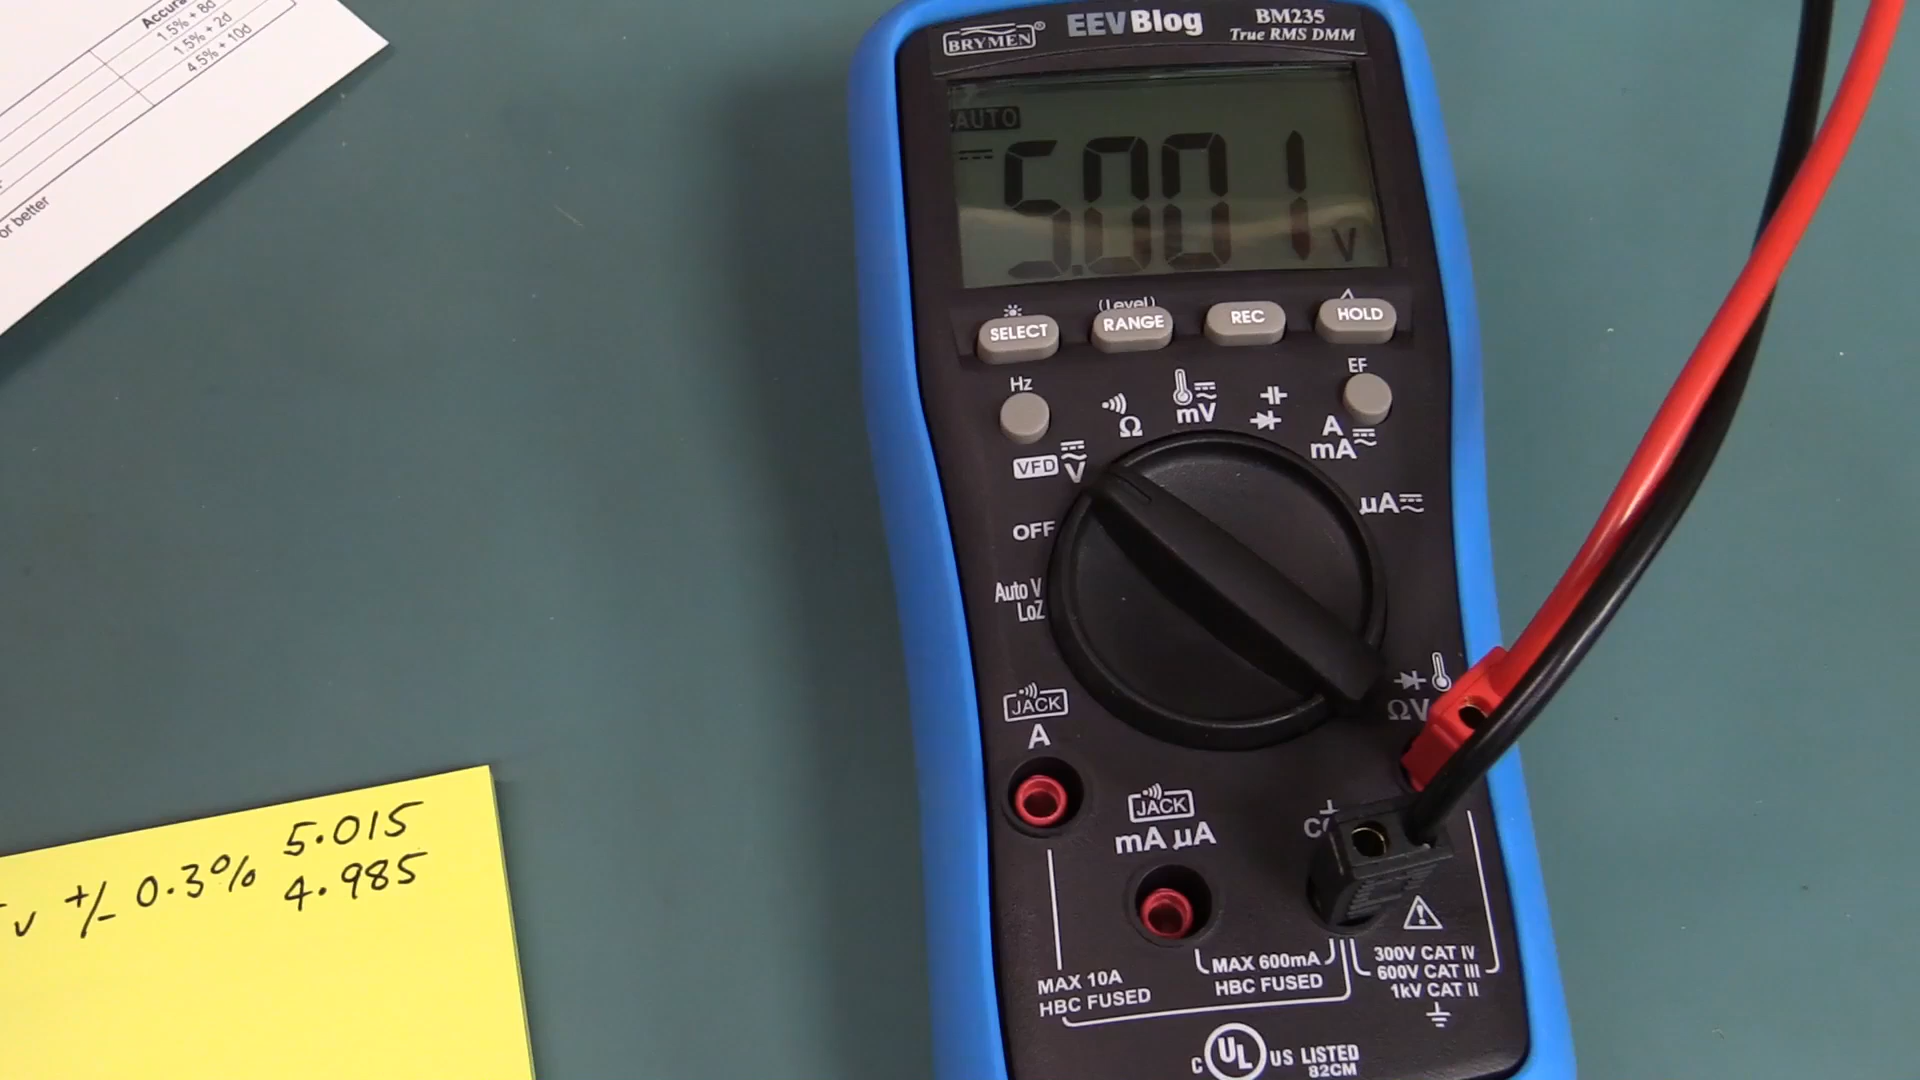 Accura
1.5% + 8d
1.5% + 2d
4.5% + 10d
or better
BRYMEN®
EEVBlog
BM235
True RMS DMM
AUTO
5.001 V
SELECT
(Level)
RANGE
REC
HOLD
Hz
EF
VFD V
Ω
mV
A
mA
µA
OFF
Auto V
LoZ
ΩV
JACK
A
JACK
mA µA
MAX 10A
HBC FUSED
MAX 600mA
HBC FUSED
300V CAT IV
600V CAT III
1kV CAT II
C UL US LISTED
82CM
v +/- 0.3% 5.015
4.985